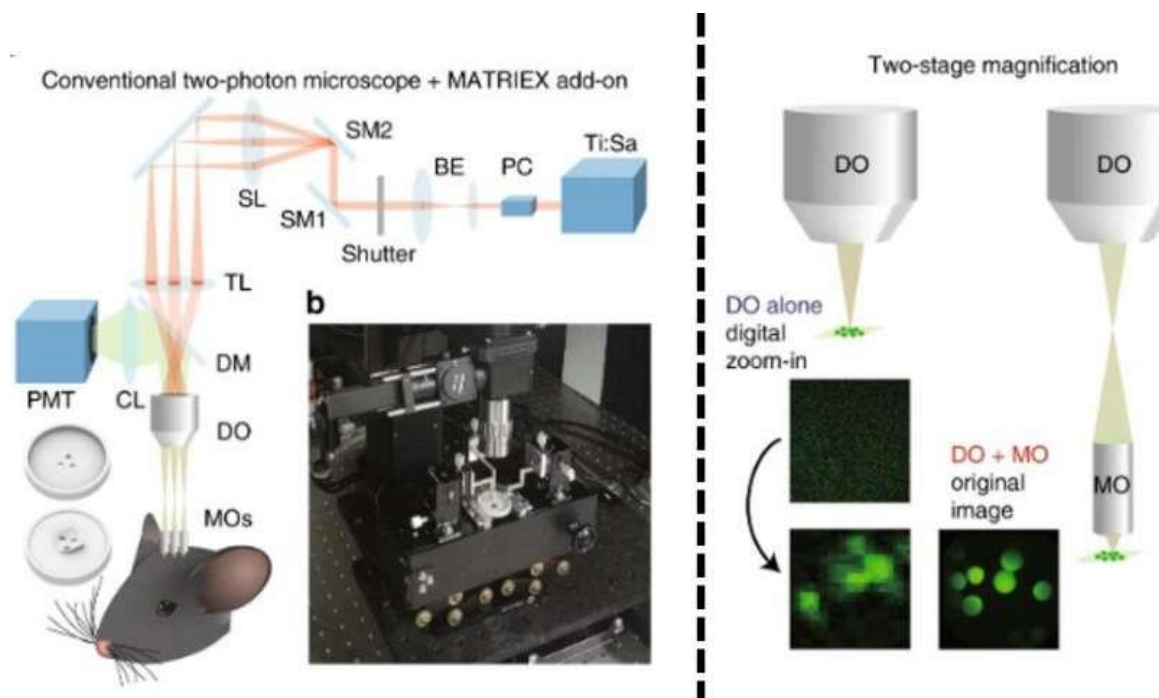 Conventional two-photon microscope + MATRIEX add-on
SM2
Ti:Sa
BE
PC
SL
SM1
Shutter
TL
b
DM
PMT
CL
DO
MOs
Two-stage magnification
DO
DO
DO alone
digital
zoom-in
DO + MO
original
image
MO